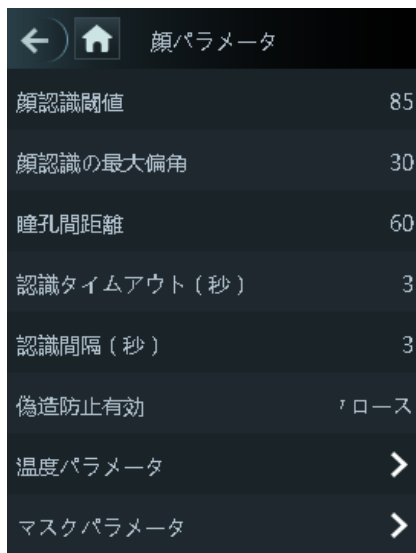 顔パラメータ
顔認識閾値 85
顔認識の最大偏角 30
瞳孔間距離 60
認識タイムアウト(秒) 3
認識間隔(秒) 3
偽造防止有効 ロース
温度パラメータ
マスクパラメータ